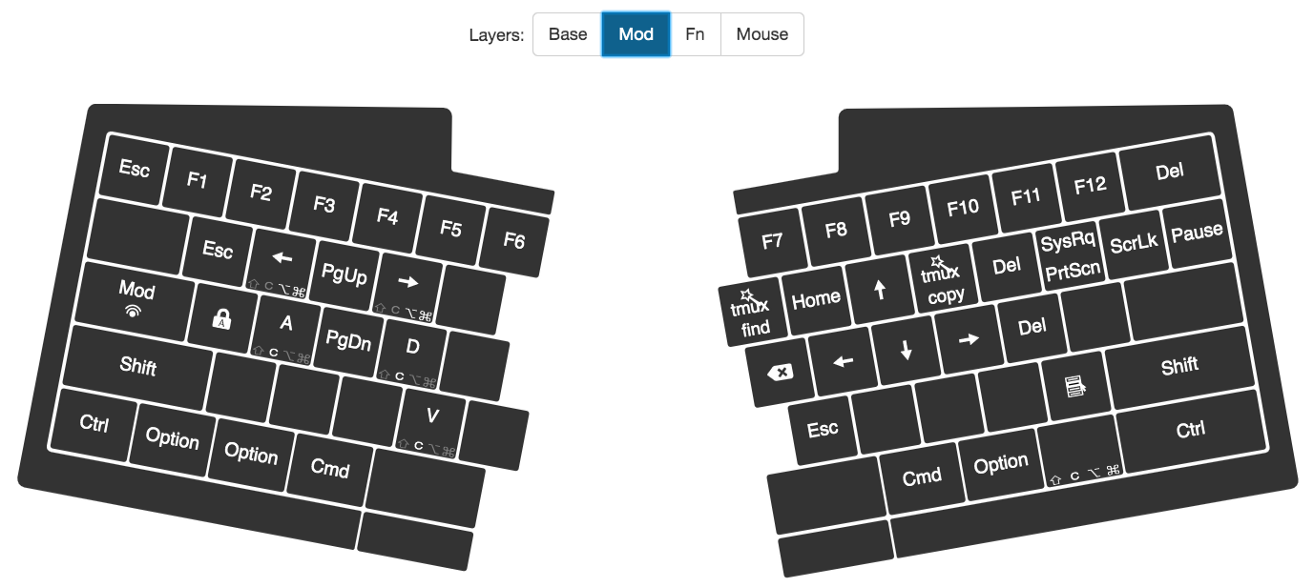 Layers: Base Mod Fn Mouse
Esc F1 F2 F3 F4 F5 F6
Esc ← PgUp →
⇧ C ⌥ ⌘ ⇧ C ⌥ ⌘
Mod A PgDn D
A ⇧ C ⌥ ⌘ ⇧ C ⌥ ⌘
Shift V
⇧ C ⌥ ⌘
Ctrl Option Option Cmd
F7 F8 F9 F10 F11 F12 Del
tmux find Home ↑ tmux copy Del SysRq PrtScn ScrLk Pause
← ↓ → Del
Esc Shift
Cmd Option ⇧ C ⌥ ⌘ Ctrl